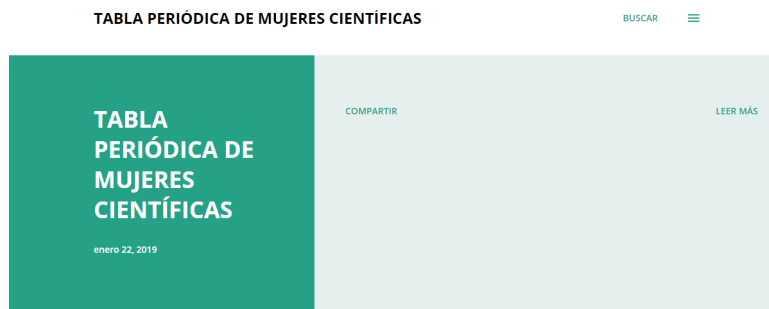 TABLA PERIÓDICA DE MUJERES CIENTÍFICAS
BUSCAR
TABLA
PERIÓDICA DE
MUJERES
CIENTÍFICAS
enero 22, 2019
COMPARTIR
LEER MÁS